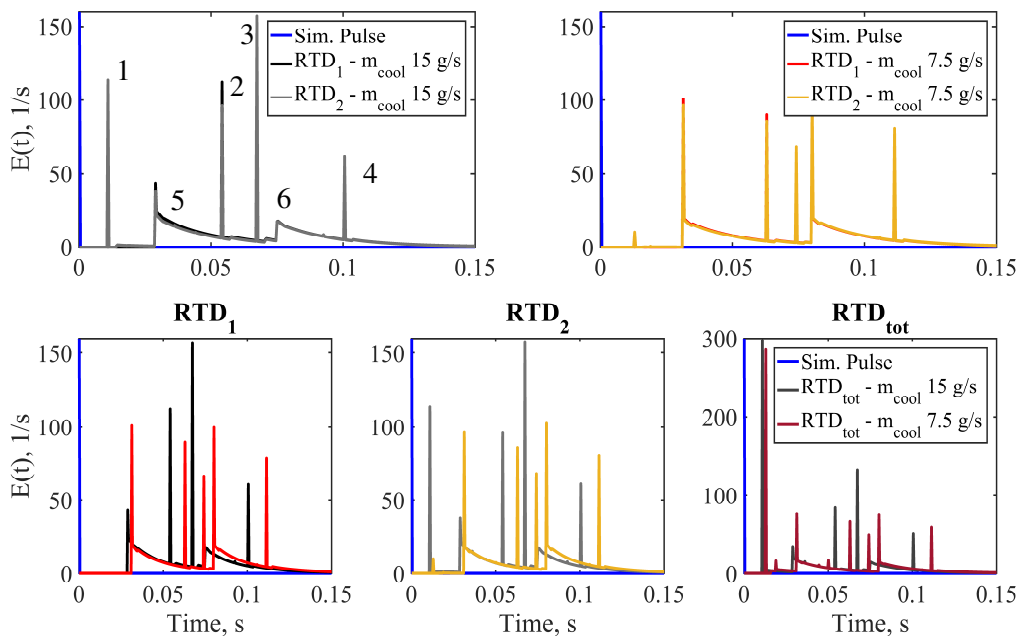 E(t), 1/s
150
100
50
0
0
0.05
0.1
0.15
1
2
3
4
5
6
Sim. Pulse
RTD1 - mcool 15 g/s
RTD2 - mcool 15 g/s
E(t), 1/s
150
100
50
0
0
0.05
0.1
0.15
Sim. Pulse
RTD1 - mcool 7.5 g/s
RTD2 - mcool 7.5 g/s
RTD1
E(t), 1/s
150
100
50
0
0
0.05
0.1
0.15
Time, s
RTD2
150
100
50
0
0
0.05
0.1
0.15
Time, s
RTDtot
300
200
100
0
0
0.05
0.1
0.15
Time, s
Sim. Pulse
RTDtot - mcool 15 g/s
RTDtot - mcool 7.5 g/s